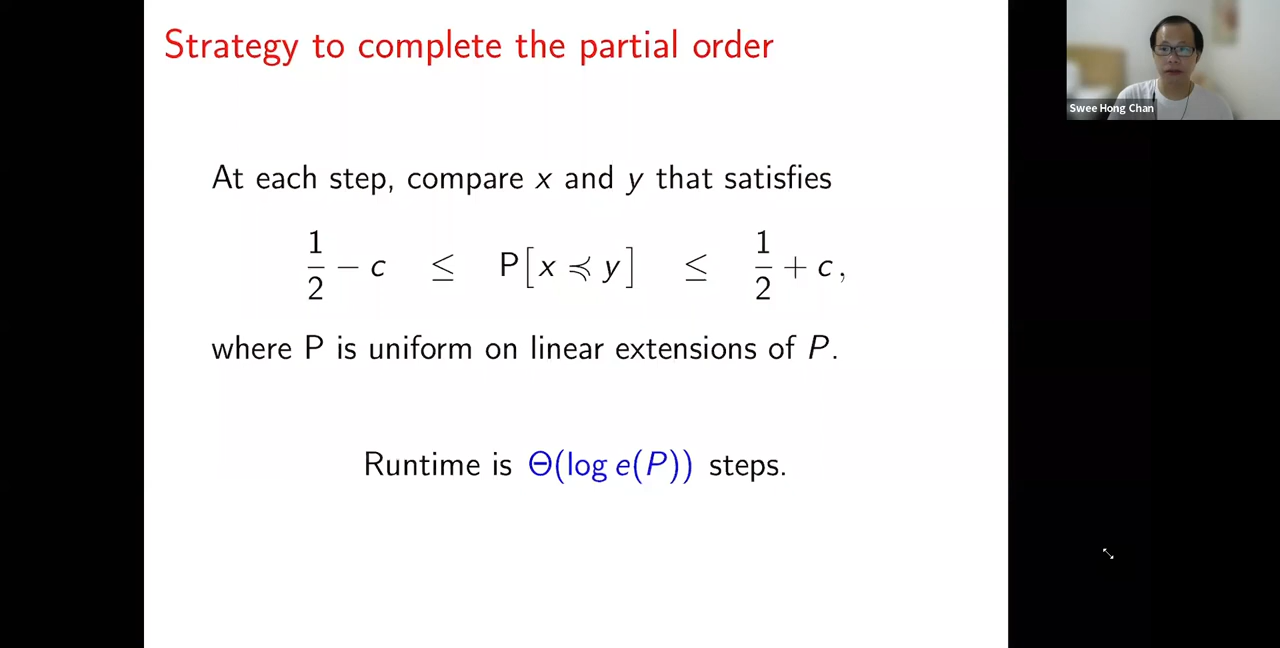 Strategy to complete the partial order
Swee Hong Chan
At each step, compare x and y that satisfies
1/2 − c ≤ P[x ≼ y] ≤ 1/2 + c,
where P is uniform on linear extensions of P.
Runtime is Θ(log e(P)) steps.